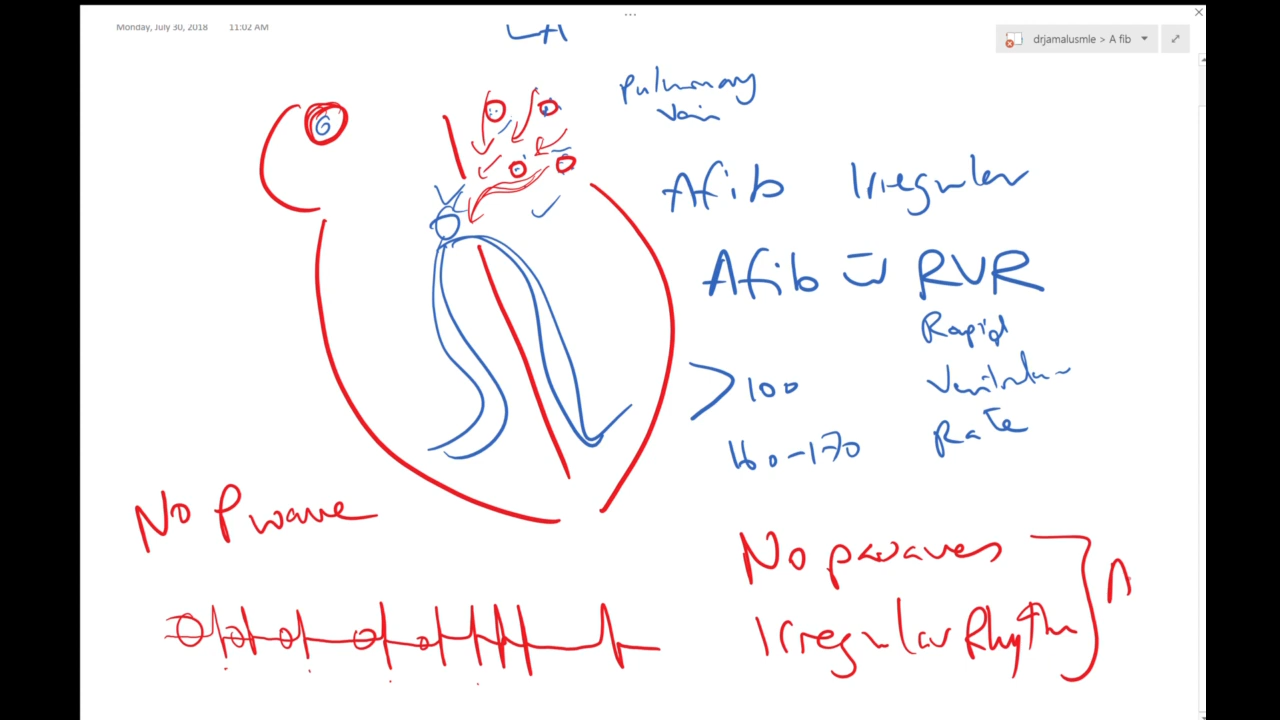 Monday, July 30, 2018 11:02 AM
drjamalusmle > A fib
LA
Pulmonary
Vein
Afib Irregular
Afib w RVR
Rapid
Ventricular
Rate
>100
160-170
No P wave
No p waves
Irregular Rhythm
A